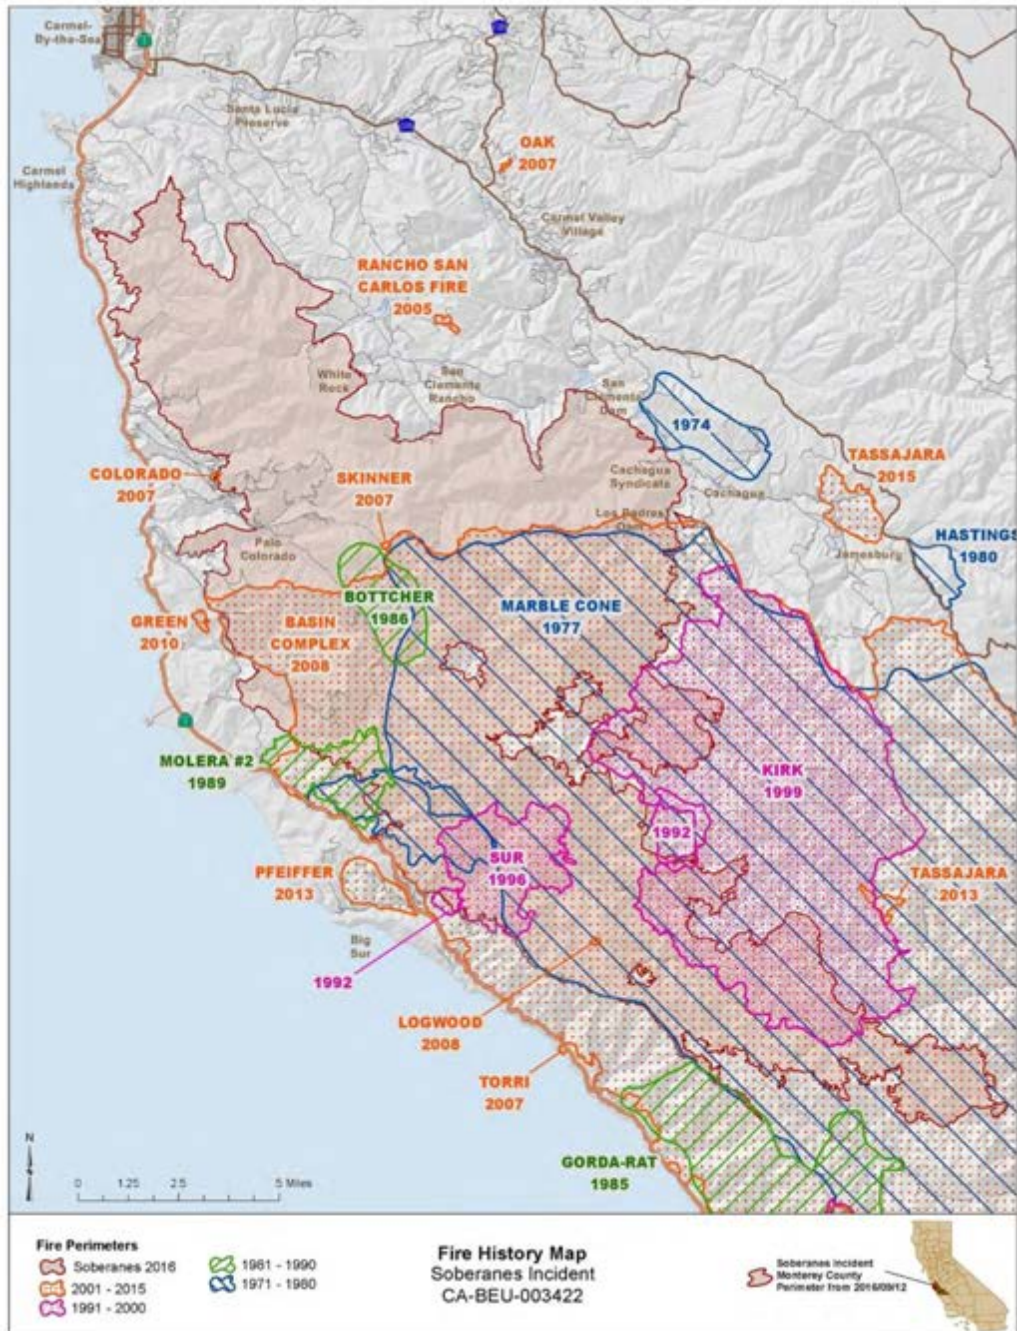 Carmel-
By-the-Sea
1
Santa Lucia
Preserve
OAK
2007
Carmel
Highlands
Carmel Valley
Village
RANCHO SAN
CARLOS FIRE
2005
White
Rock
San
Clemente
Rancho
San
Clemente
Dam
1974
COLORADO
2007
SKINNER
2007
Cachagua
Syndicate
Cachagua
TASSAJARA
2015
Los Padres
Dam
Palo
Colorado
Jamesburg
HASTINGS
1980
GREEN
2010
BASIN
COMPLEX
2008
BOTTCHER
1986
MARBLE CONE
1977
MOLERA #2
1989
KIRK
1999
1992
SUR
1996
PFEIFFER
2013
TASSAJARA
2013
Big
Sur
1992
LOGWOOD
2008
TORRI
2007
GORDA-RAT
1985
N
0 1.25 2.5 5 Miles
Fire Perimeters
Soberanes 2016
2001 - 2015
1991 - 2000
1981 - 1990
1971 - 1980
Fire History Map
Soberanes Incident
CA-BEU-003422
Soberanes Incident
Monterey County
Perimeter from 2016/09/12